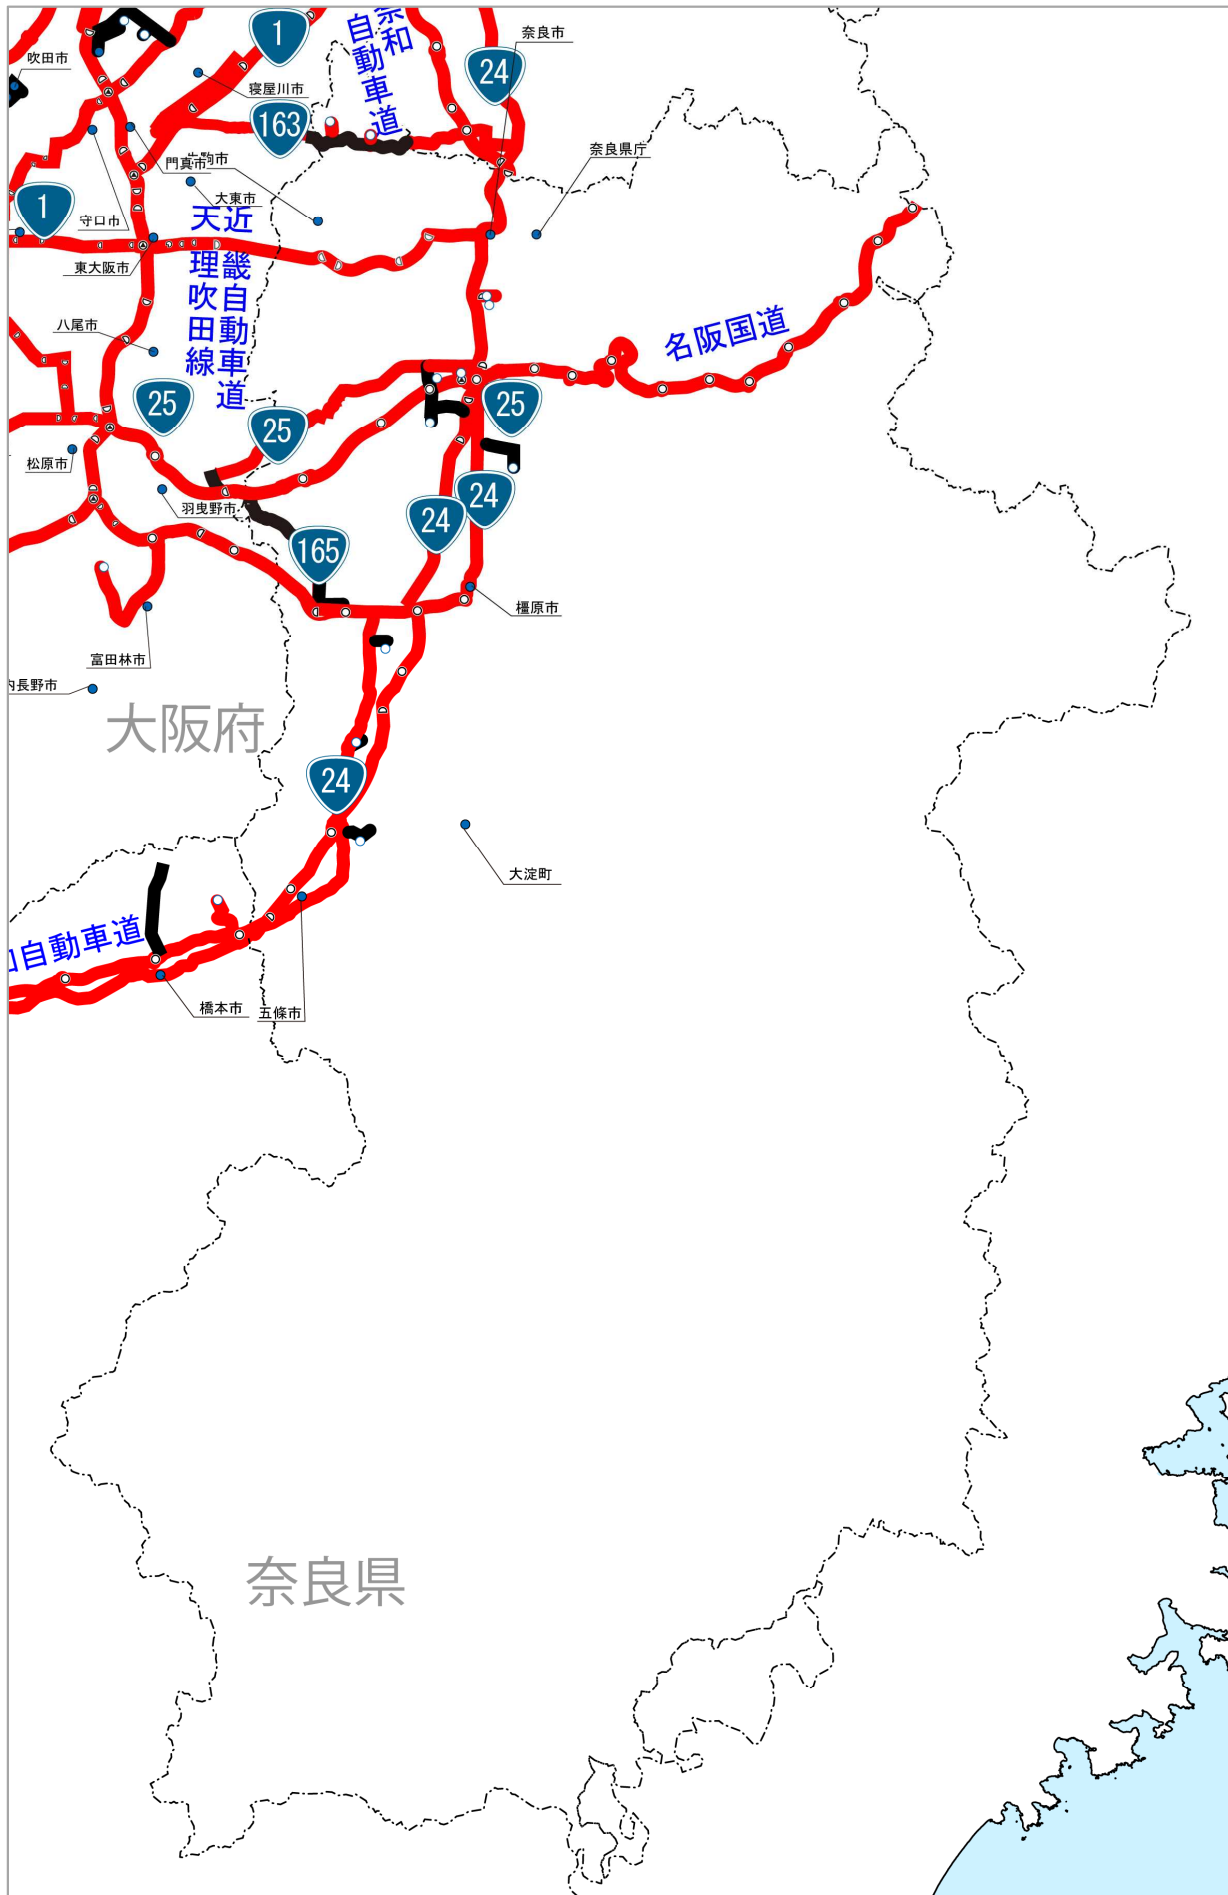 1
奈和
自動車道
24
奈良市
吹田市
寝屋川市
163
門真市
生駒市
奈良県庁
大東市
1
守口市
近畿自動車道
天理吹田線
東大阪市
八尾市
名阪国道
25
25
25
松原市
羽曳野市
24
24
165
橿原市
富田林市
内長野市
大阪府
24
大淀町
和自動車道
橋本市
五條市
奈良県